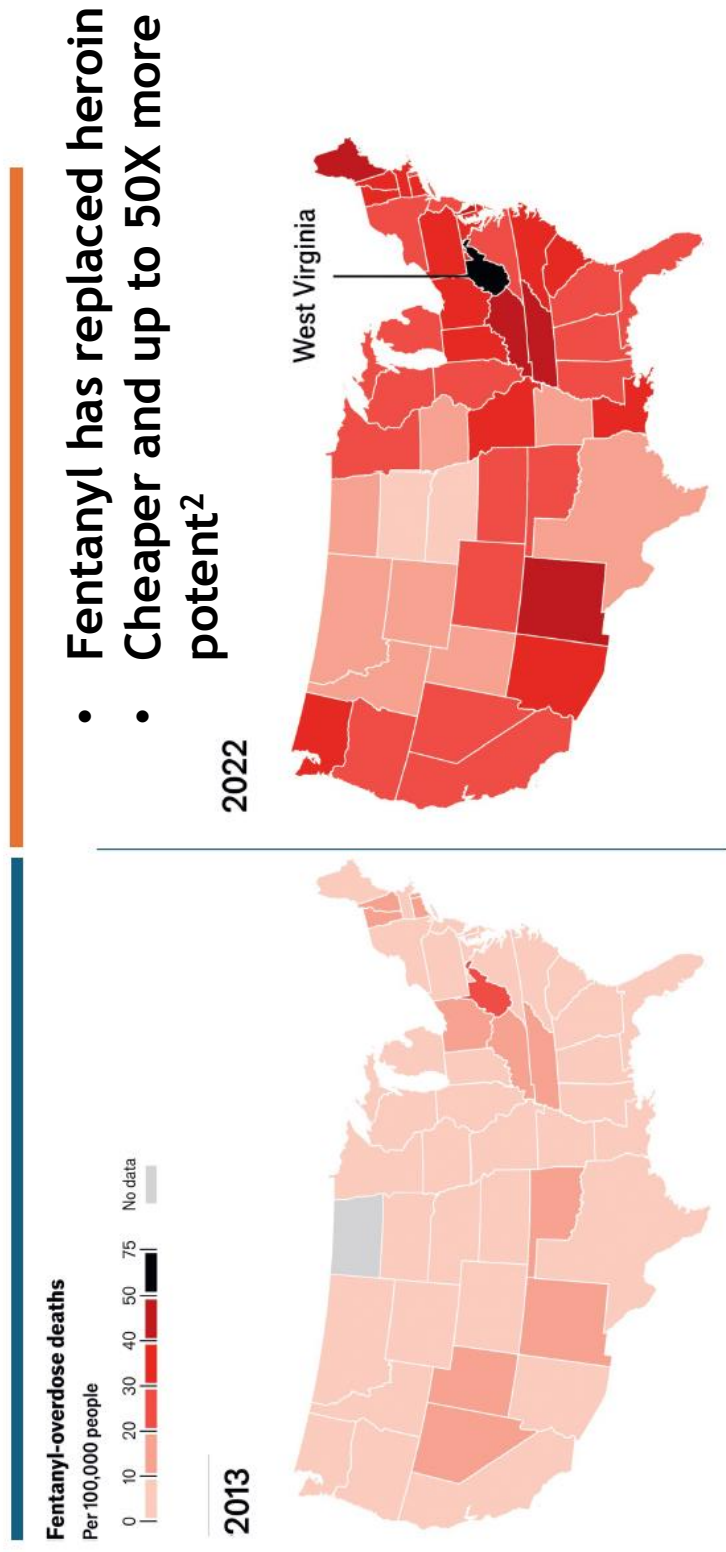 Fentanyl-overdose deaths
Per 100,000 people
0 10 20 30 40 50 75 No data
2013
• Fentanyl has replaced heroin
• Cheaper and up to 50X more
potent²
2022
West Virginia